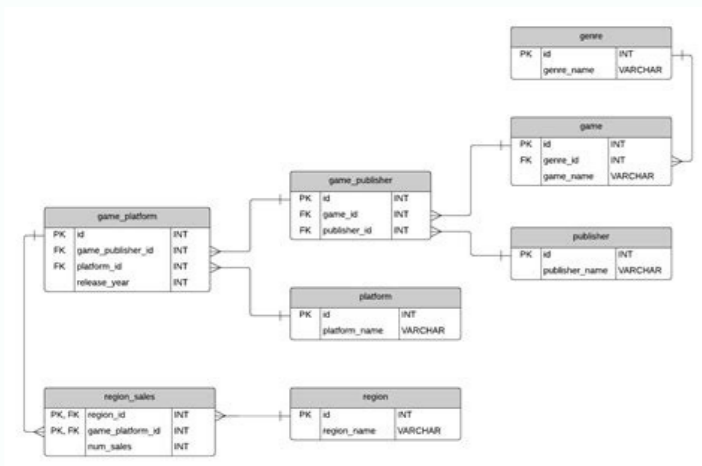 genre
PK id INT
genre_name VARCHAR
game
PK id INT
FK genre_id INT
game_name VARCHAR
game_publisher
PK id INT
FK game_id INT
FK publisher_id INT
game_platform
PK id INT
FK game_publisher_id INT
FK platform_id INT
release_year INT
publisher
PK id INT
publisher_name VARCHAR
platform
PK id INT
platform_name VARCHAR
region_sales
PK, FK region_id INT
PK, FK game_platform_id INT
num_sales INT
region
PK id INT
region_name VARCHAR